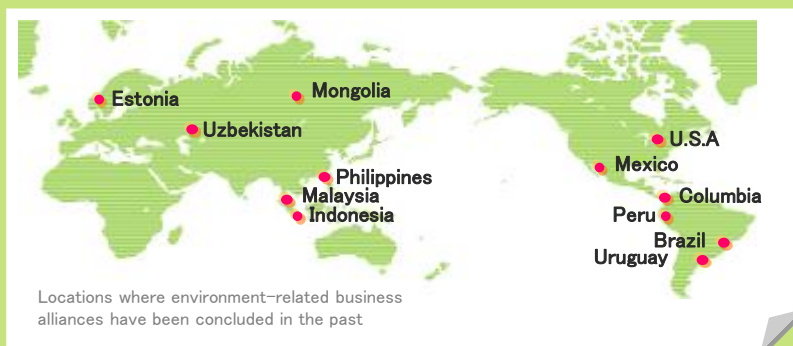 Estonia
Mongolia
Uzbekistan
U.S.A
Mexico
Philippines
Malaysia
Columbia
Indonesia
Peru
Brazil
Uruguay
Locations where environment-related business
alliances have been concluded in the past